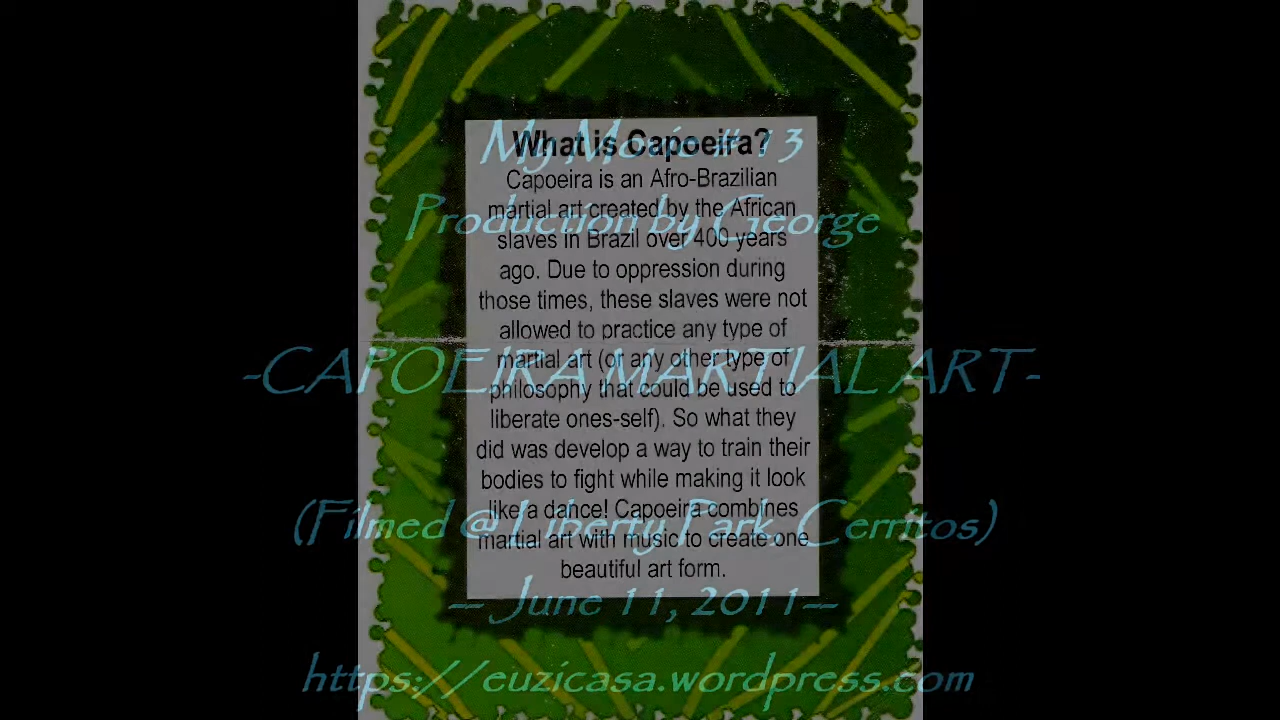 My Movie # 13
Production by George
-CAPOEIRA MARTIAL ART-
(Filmed @ Liberty Park, Cerritos)
-- June 11, 2011--
https://euzicasa.wordpress.com
What is Capoeira?
Capoeira is an Afro-Brazilian
martial art created by the African
slaves in Brazil over 400 years
ago. Due to oppression during
those times, these slaves were not
allowed to practice any type of
martial art (or any other type of
philosophy that could be used to
liberate ones-self). So what they
did was develop a way to train their
bodies to fight while making it look
like a dance! Capoeira combines
martial art with music to create one
beautiful art form.